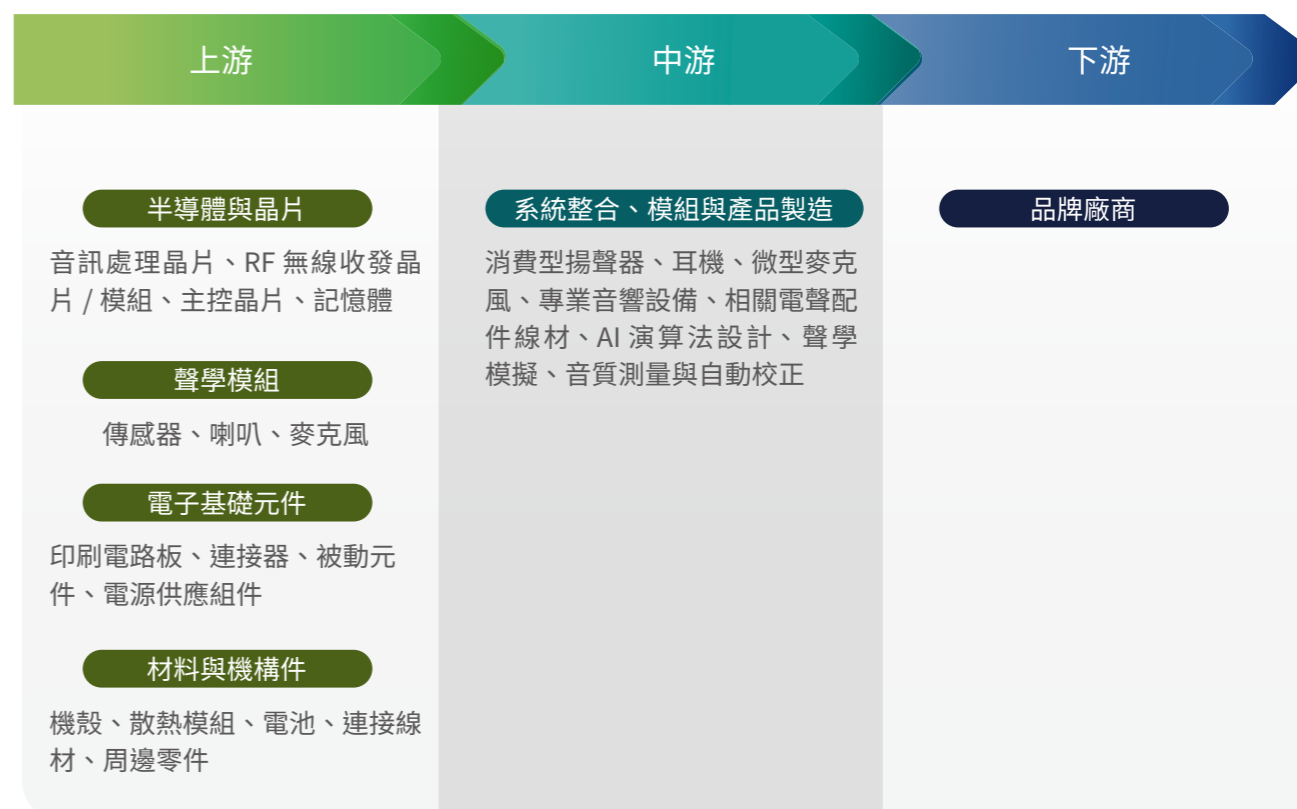 上游
中游
下游
半導體與晶片
音訊處理晶片、RF 無線收發晶
片 / 模組、主控晶片、記憶體
聲學模組
傳感器、喇叭、麥克風
電子基礎元件
印刷電路板、連接器、被動元
件、電源供應組件
材料與機構件
機殼、散熱模組、電池、連接線
材、周邊零件
系統整合、模組與產品製造
消費型揚聲器、耳機、微型麥克
風、專業音響設備、相關電聲配
件線材、AI 演算法設計、聲學
模擬、音質測量與自動校正
品牌廠商